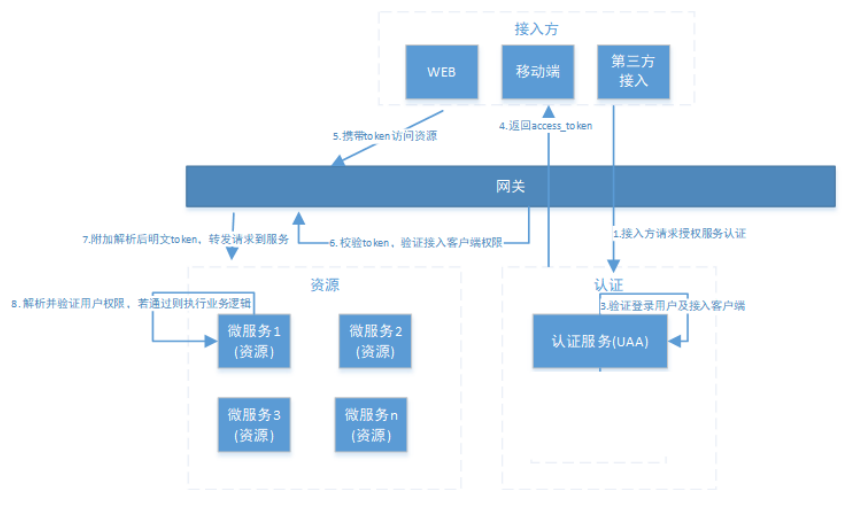 接入方
WEB
移动端
第三方
接入
5.携带token访问资源
4.返回access_token
网关
7.附加解析后明文token，转发请求到服务
6.校验token，验证接入客户端权限
1.接入方请求授权服务认证
资源
认证
8.解析并验证用户权限，若通过则执行业务逻辑
3.验证登录用户及接入客户端
微服务1
(资源)
微服务2
(资源)
认证服务(UAA)
微服务3
(资源)
微服务n
(资源)